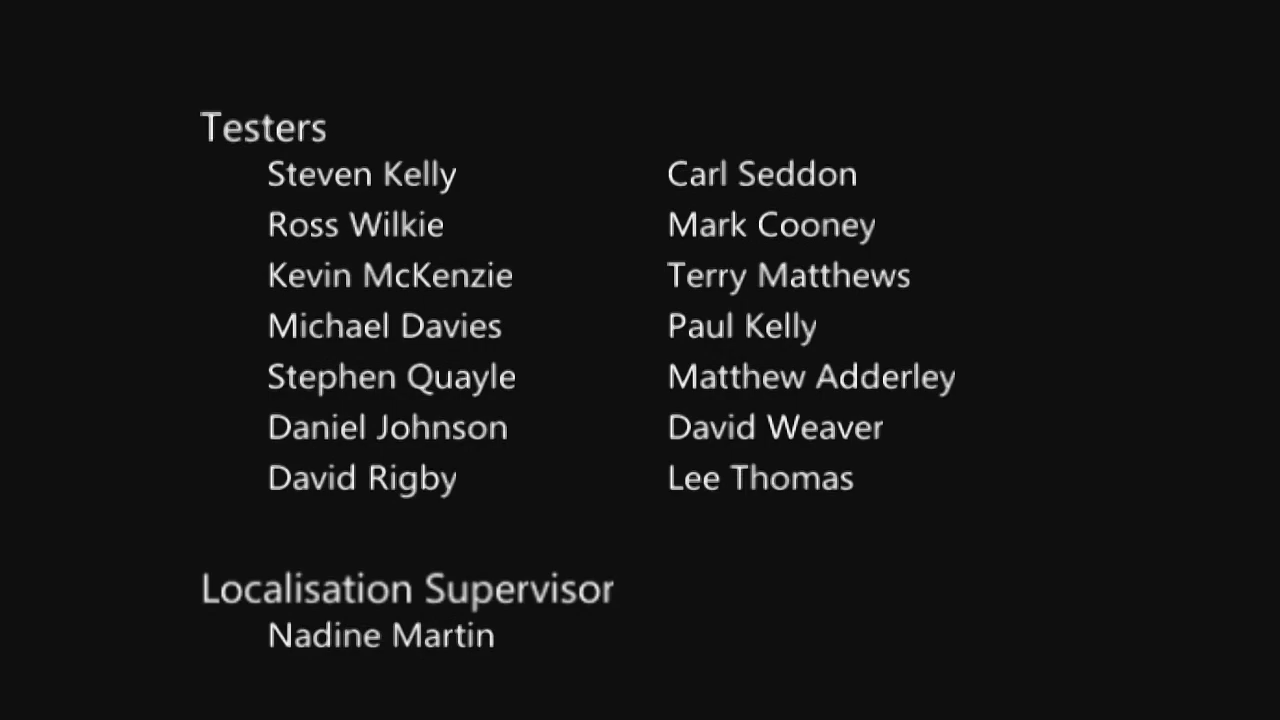 Testers
Steven Kelly Carl Seddon
Ross Wilkie Mark Cooney
Kevin McKenzie Terry Matthews
Michael Davies Paul Kelly
Stephen Quayle Matthew Adderley
Daniel Johnson David Weaver
David Rigby Lee Thomas
Localisation Supervisor
Nadine Martin